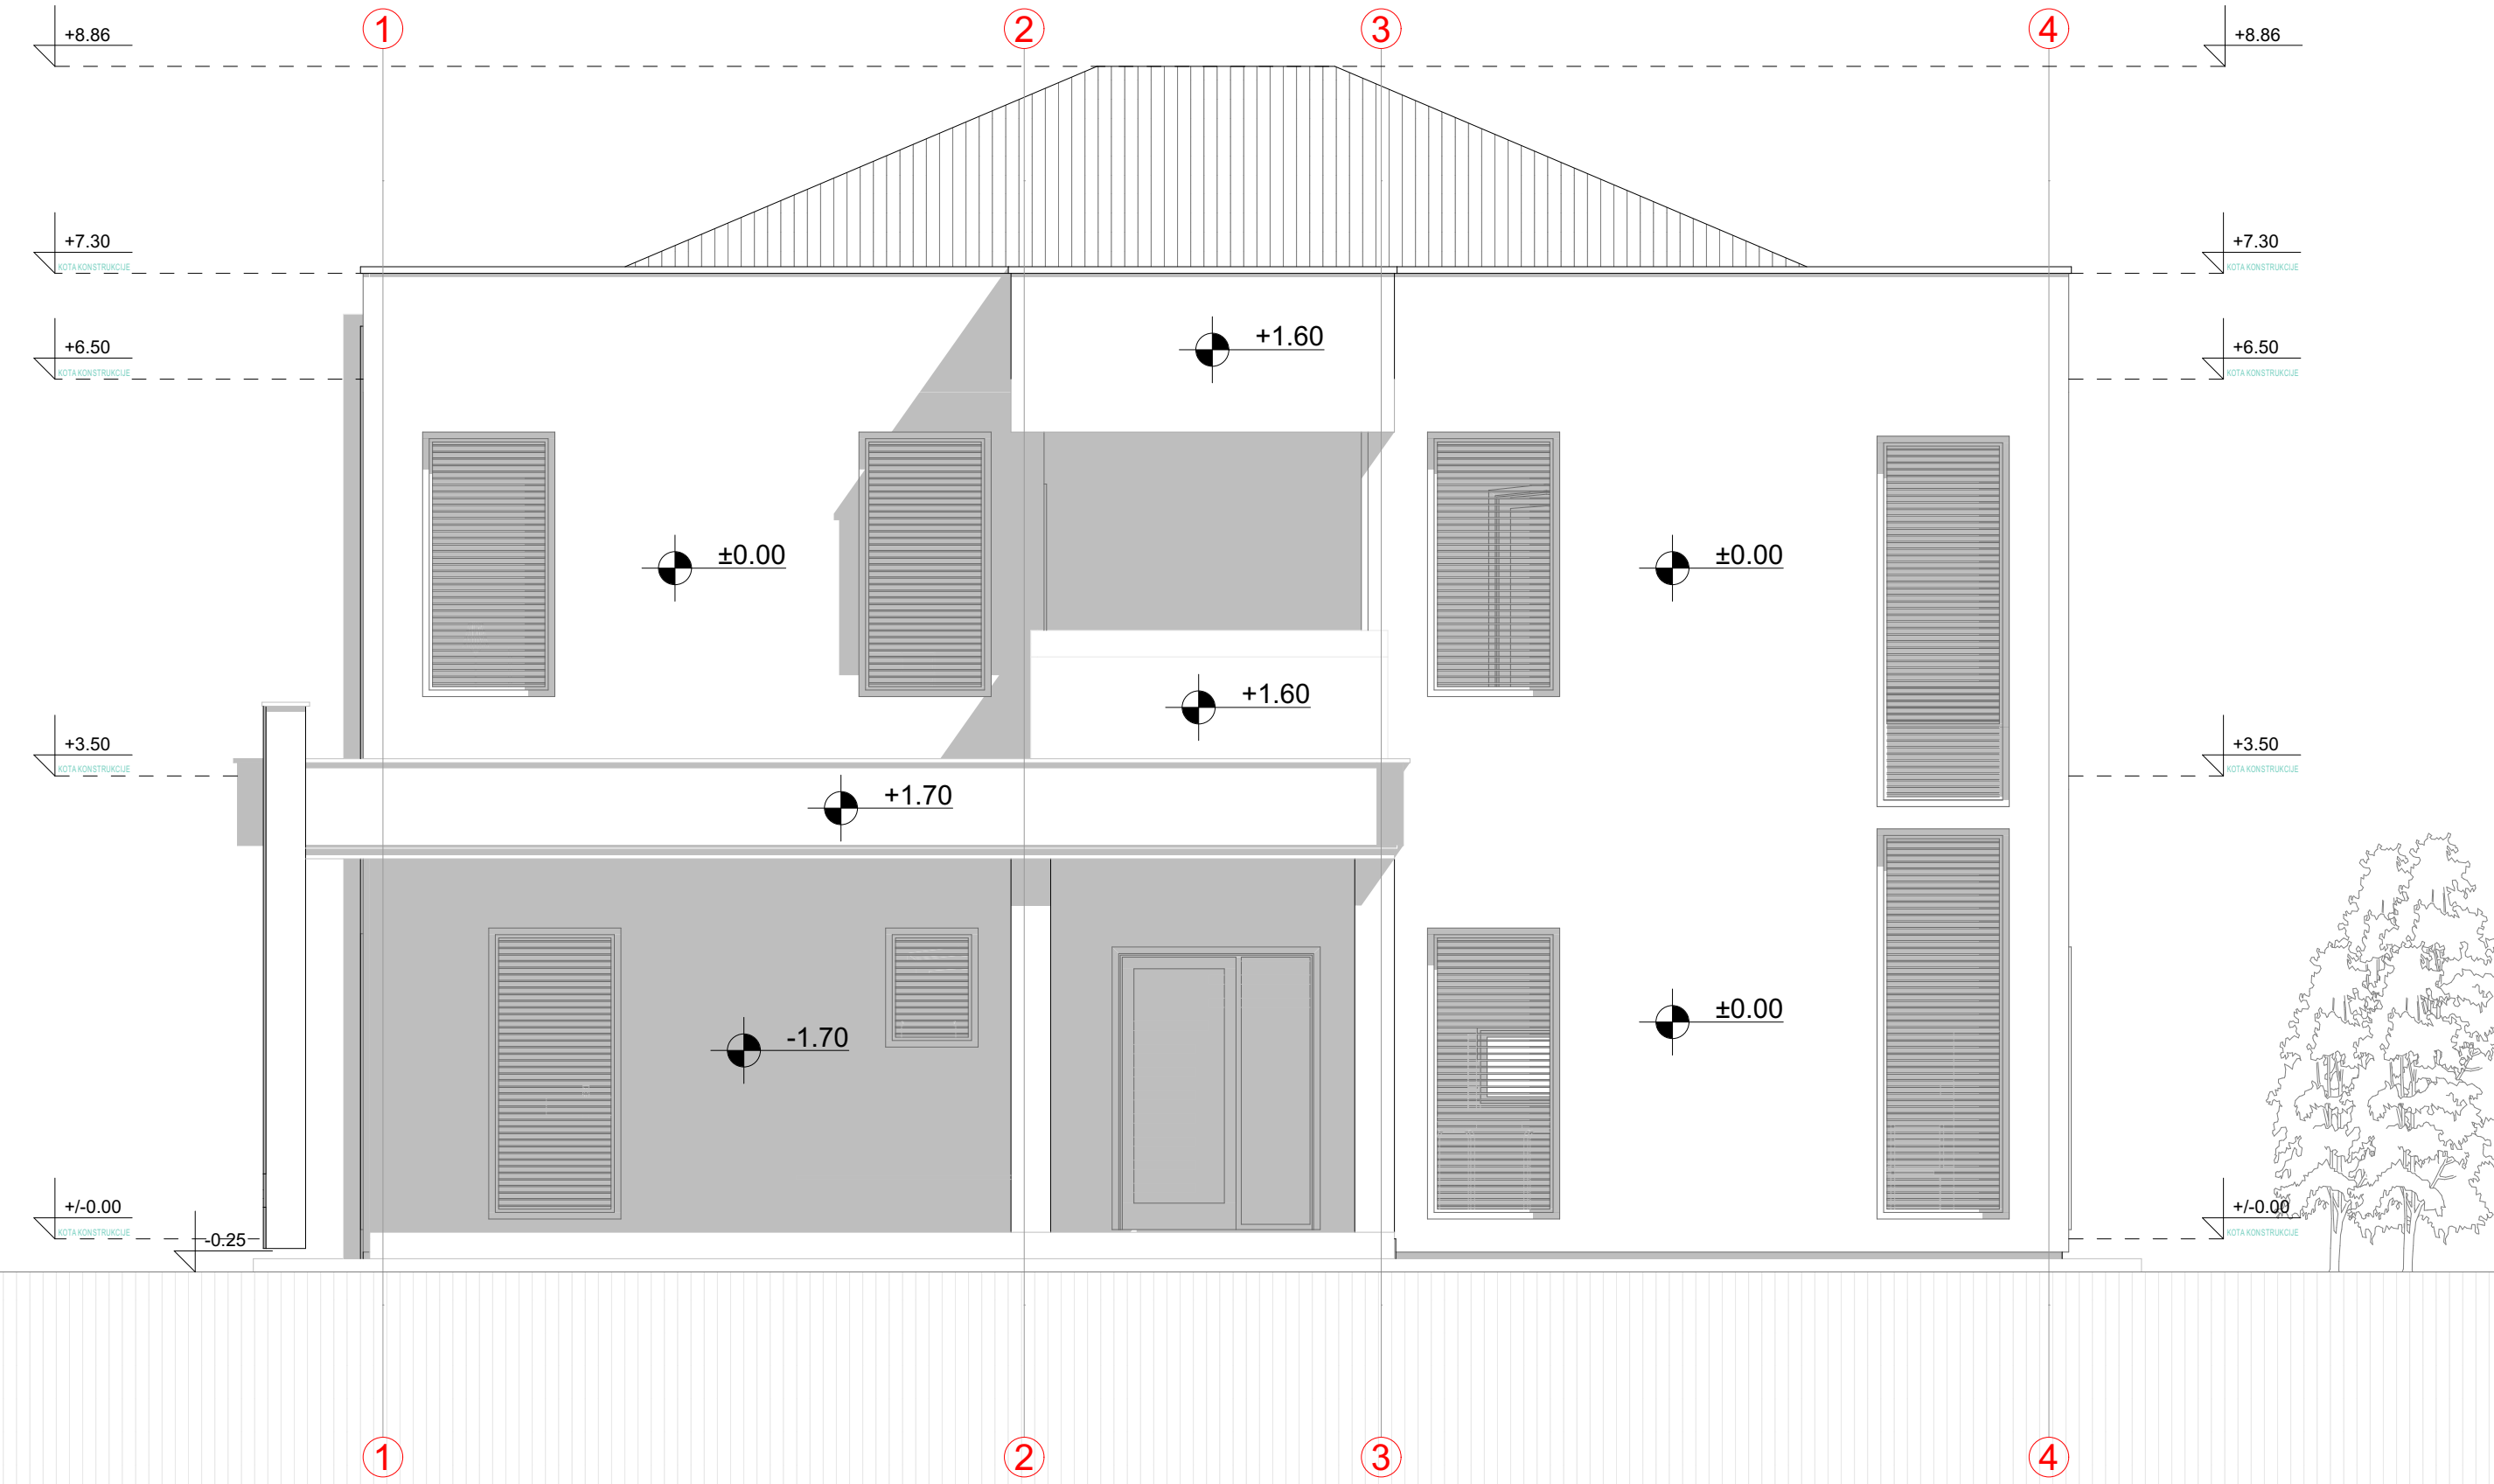 1 2 3 4
+8.86 +8.86
+7.30 +7.30
KOTA KONSTRUKCIJE KOTA KONSTRUKCIJE
+1.60
+6.50 +6.50
KOTA KONSTRUKCIJE KOTA KONSTRUKCIJE
±0.00 ±0.00
+1.60
+3.50 +3.50
KOTA KONSTRUKCIJE KOTA KONSTRUKCIJE
+1.70
±0.00
-1.70
+/-0.00 +/-0.00
KOTA KONSTRUKCIJE KOTA KONSTRUKCIJE
-0.25
1 2 3 4